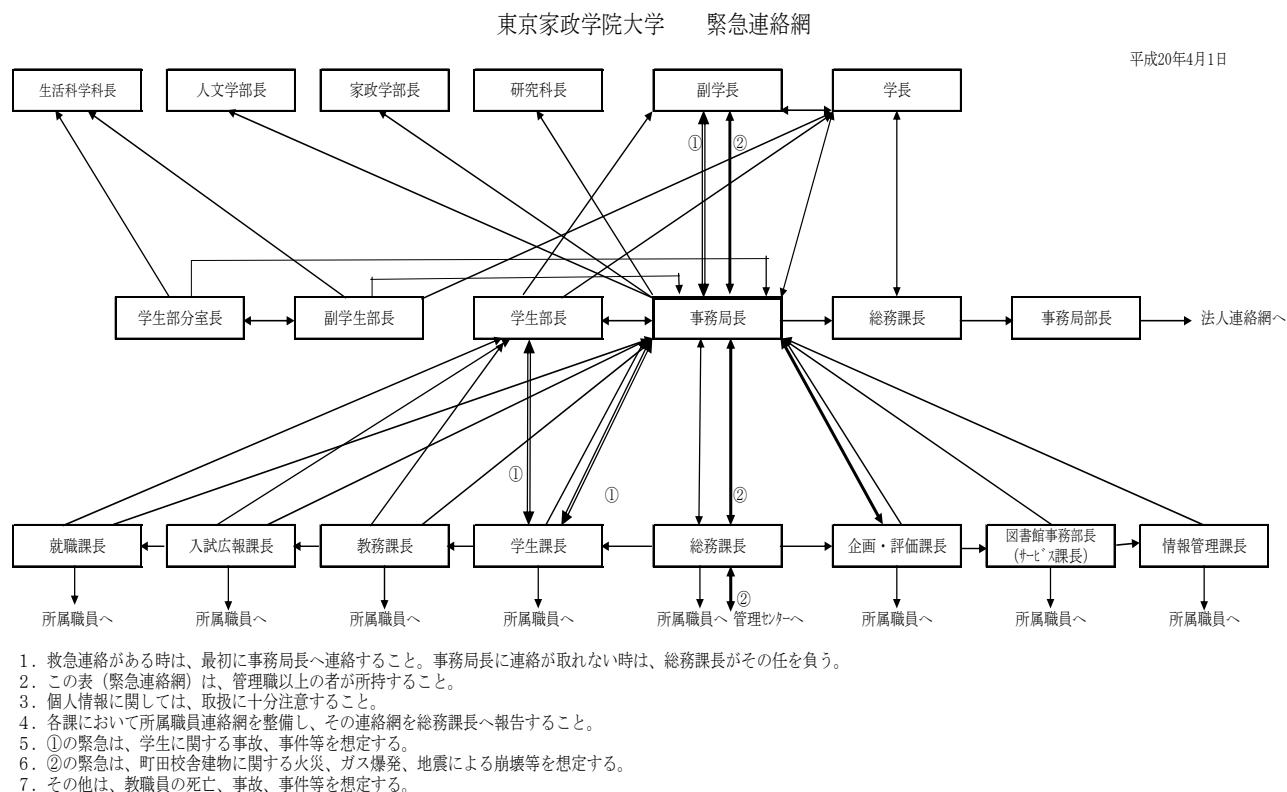 東京家政学院大学　　緊急連絡網
平成20年4月1日
生活科学科長
人文学部長
家政学部長
研究科長
副学長
学長
①
②
学生部分室長
副学生部長
学生部長
事務局長
総務課長
事務局部長
法人連絡網へ
①
①
②
就職課長
入試広報課長
教務課長
学生課長
総務課長
企画・評価課長
図書館事務部長
(ｻｰﾋﾞｽ課長)
情報管理課長
②
所属職員へ
所属職員へ
所属職員へ
所属職員へ
所属職員へ
管理ｾﾝﾀｰへ
所属職員へ
所属職員へ
所属職員へ
1．救急連絡がある時は、最初に事務局長へ連絡すること。事務局長に連絡が取れない時は、総務課長がその任を負う。
2．この表（緊急連絡網）は、管理職以上の者が所持すること。
3．個人情報に関しては、取扱に十分注意すること。
4．各課において所属職員連絡網を整備し、その連絡網を総務課長へ報告すること。
5．①の緊急は、学生に関する事故、事件等を想定する。
6．②の緊急は、町田校舎建物に関する火災、ガス爆発、地震による崩壊等を想定する。
7．その他は、教職員の死亡、事故、事件等を想定する。